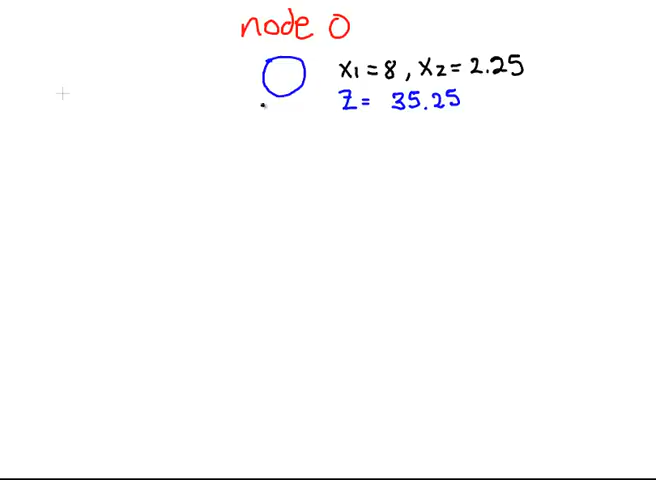 node 0
x1 = 8 , x2 = 2.25
Z = 35.25